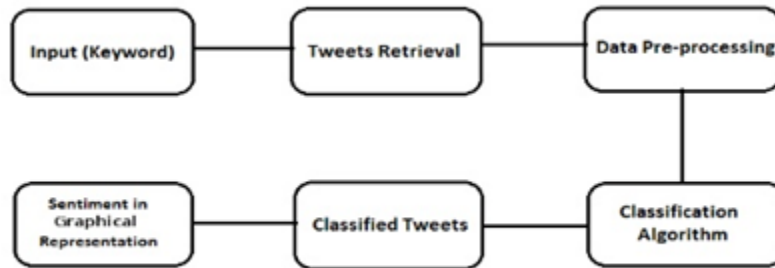 Input (Keyword)
Tweets Retrieval
Data Pre-processing
Classification
Algorithm
Classified Tweets
Sentiment in
Graphical
Representation